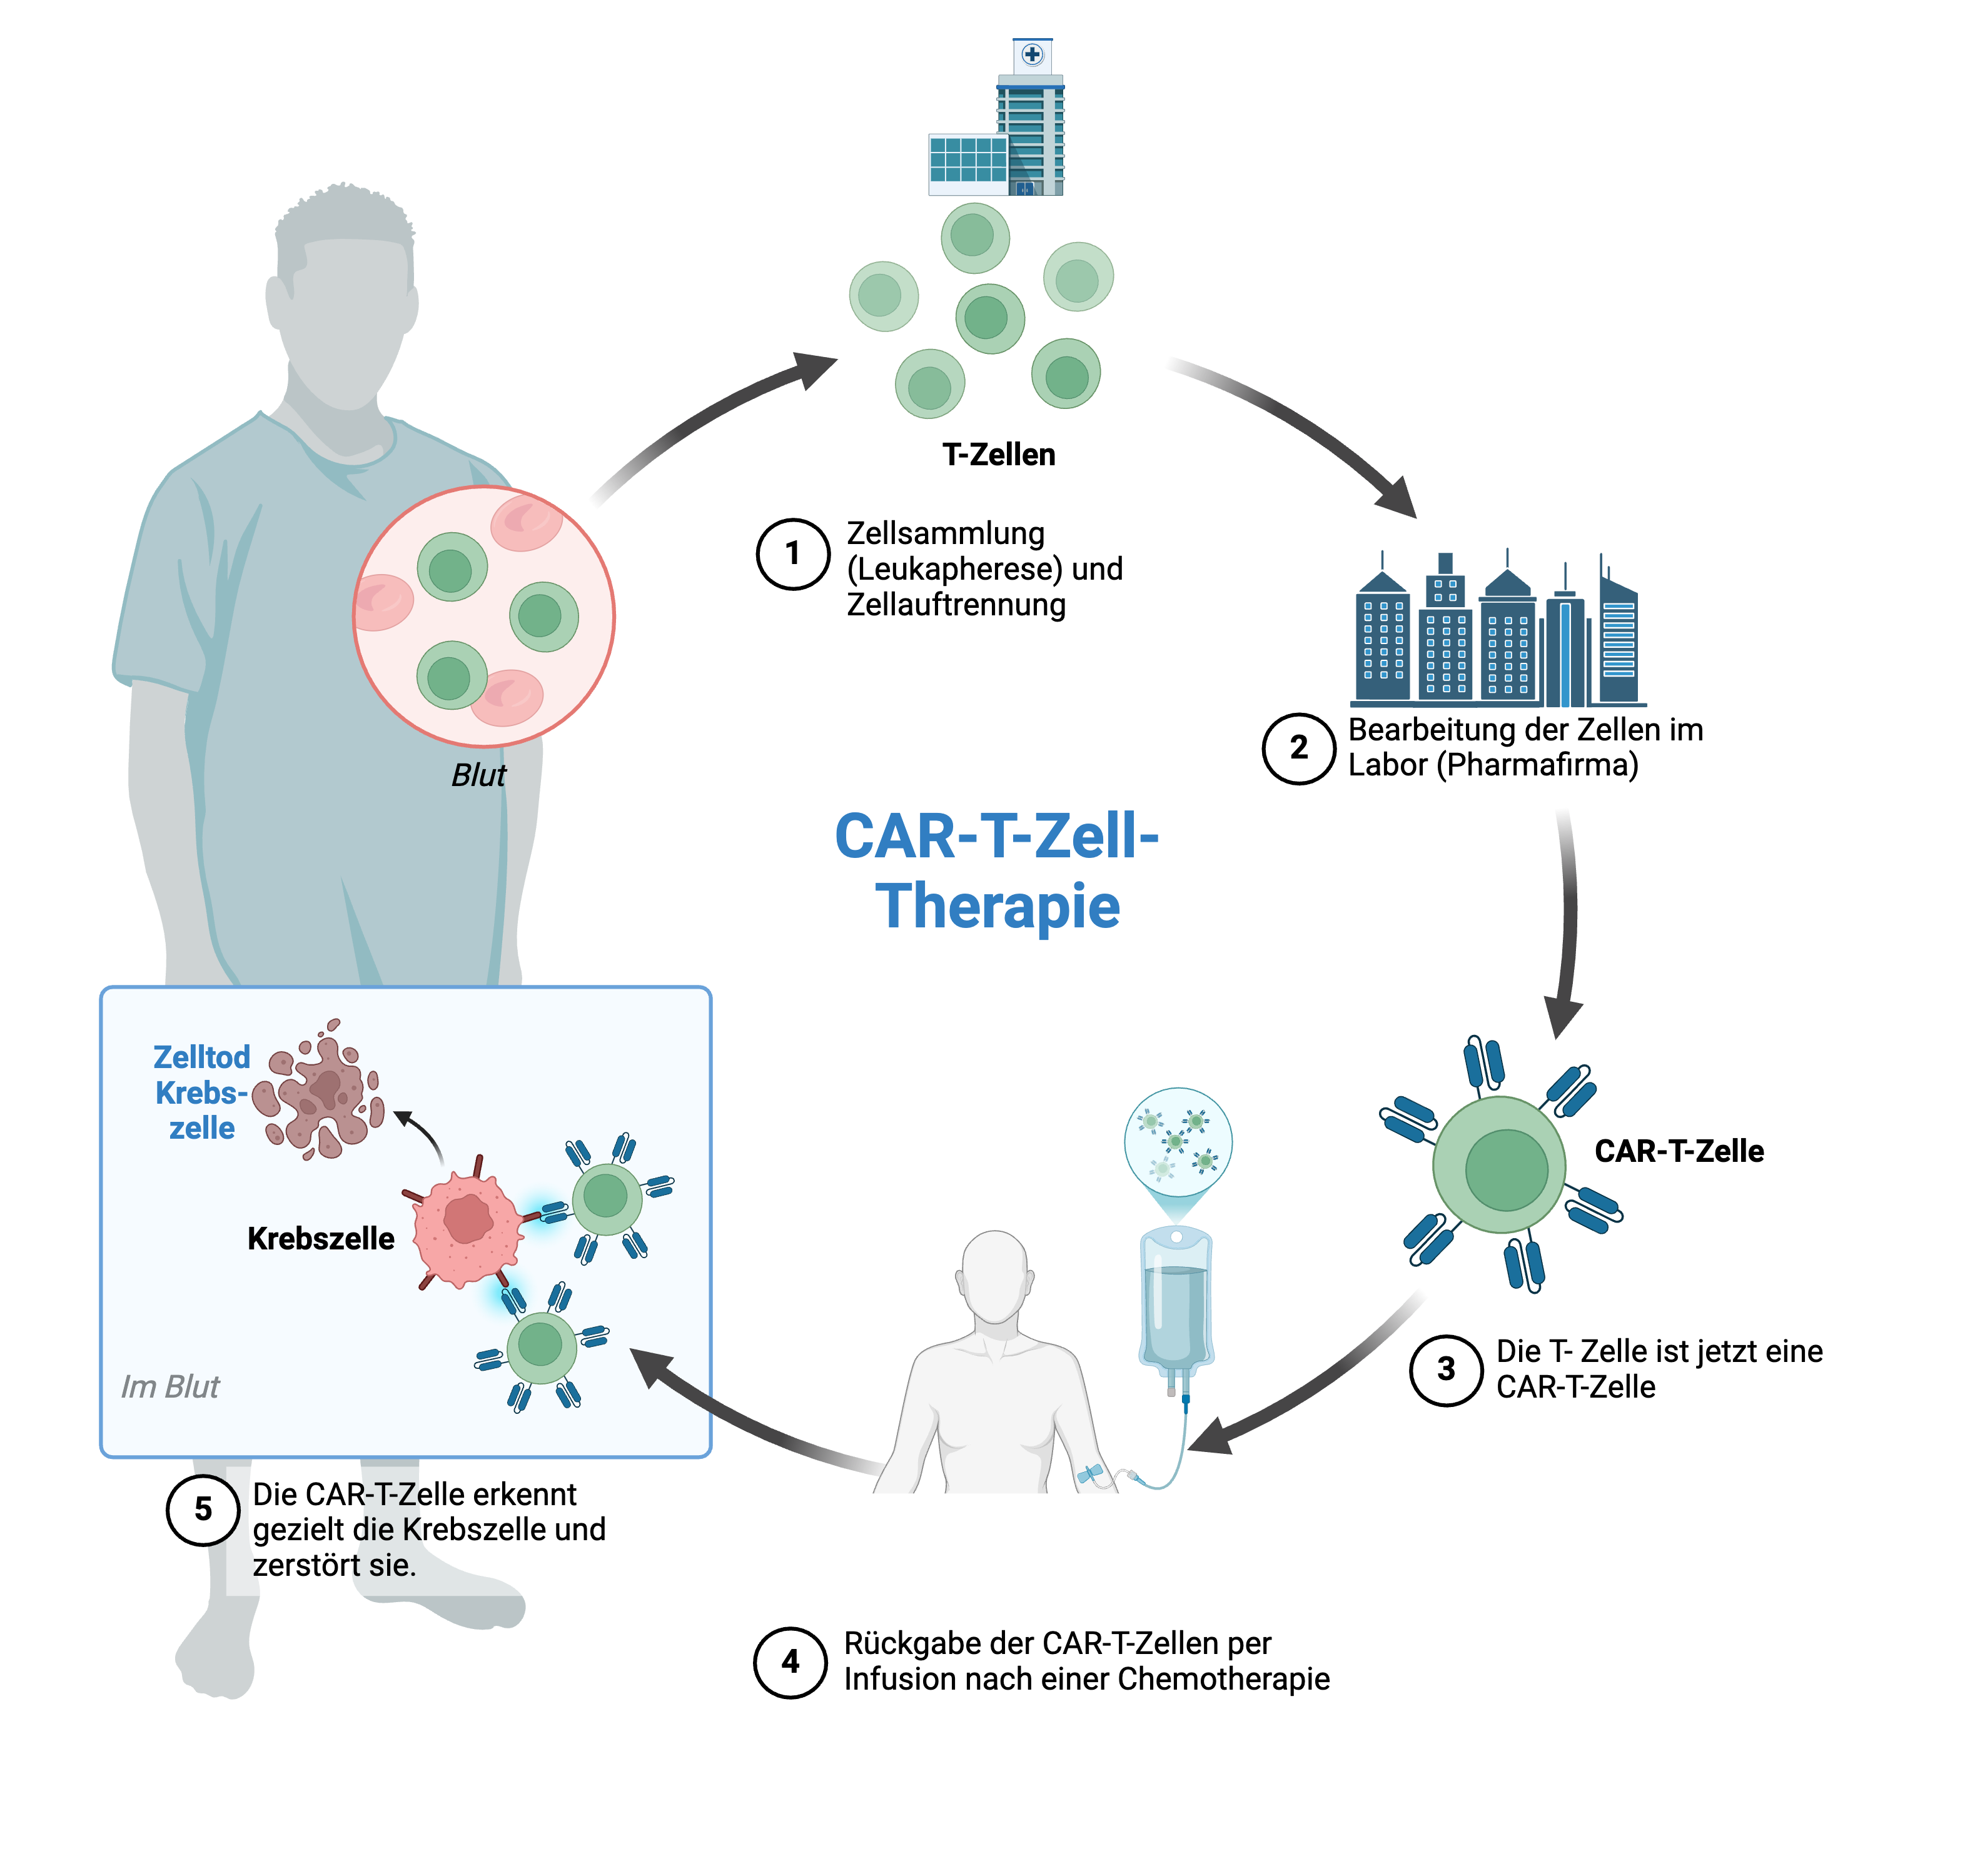 T-Zellen
1
Zellsammlung
(Leukapherese) und
Zellauftrennung
Blut
2
Bearbeitung der Zellen im
Labor (Pharmafirma)
CAR-T-Zell-
Therapie
CAR-T-Zelle
3
Die T- Zelle ist jetzt eine
CAR-T-Zelle
4
Rückgabe der CAR-T-Zellen per
Infusion nach einer Chemotherapie
Zelltod
Krebs-
zelle
Krebszelle
Im Blut
5
Die CAR-T-Zelle erkennt
gezielt die Krebszelle und
zerstört sie.